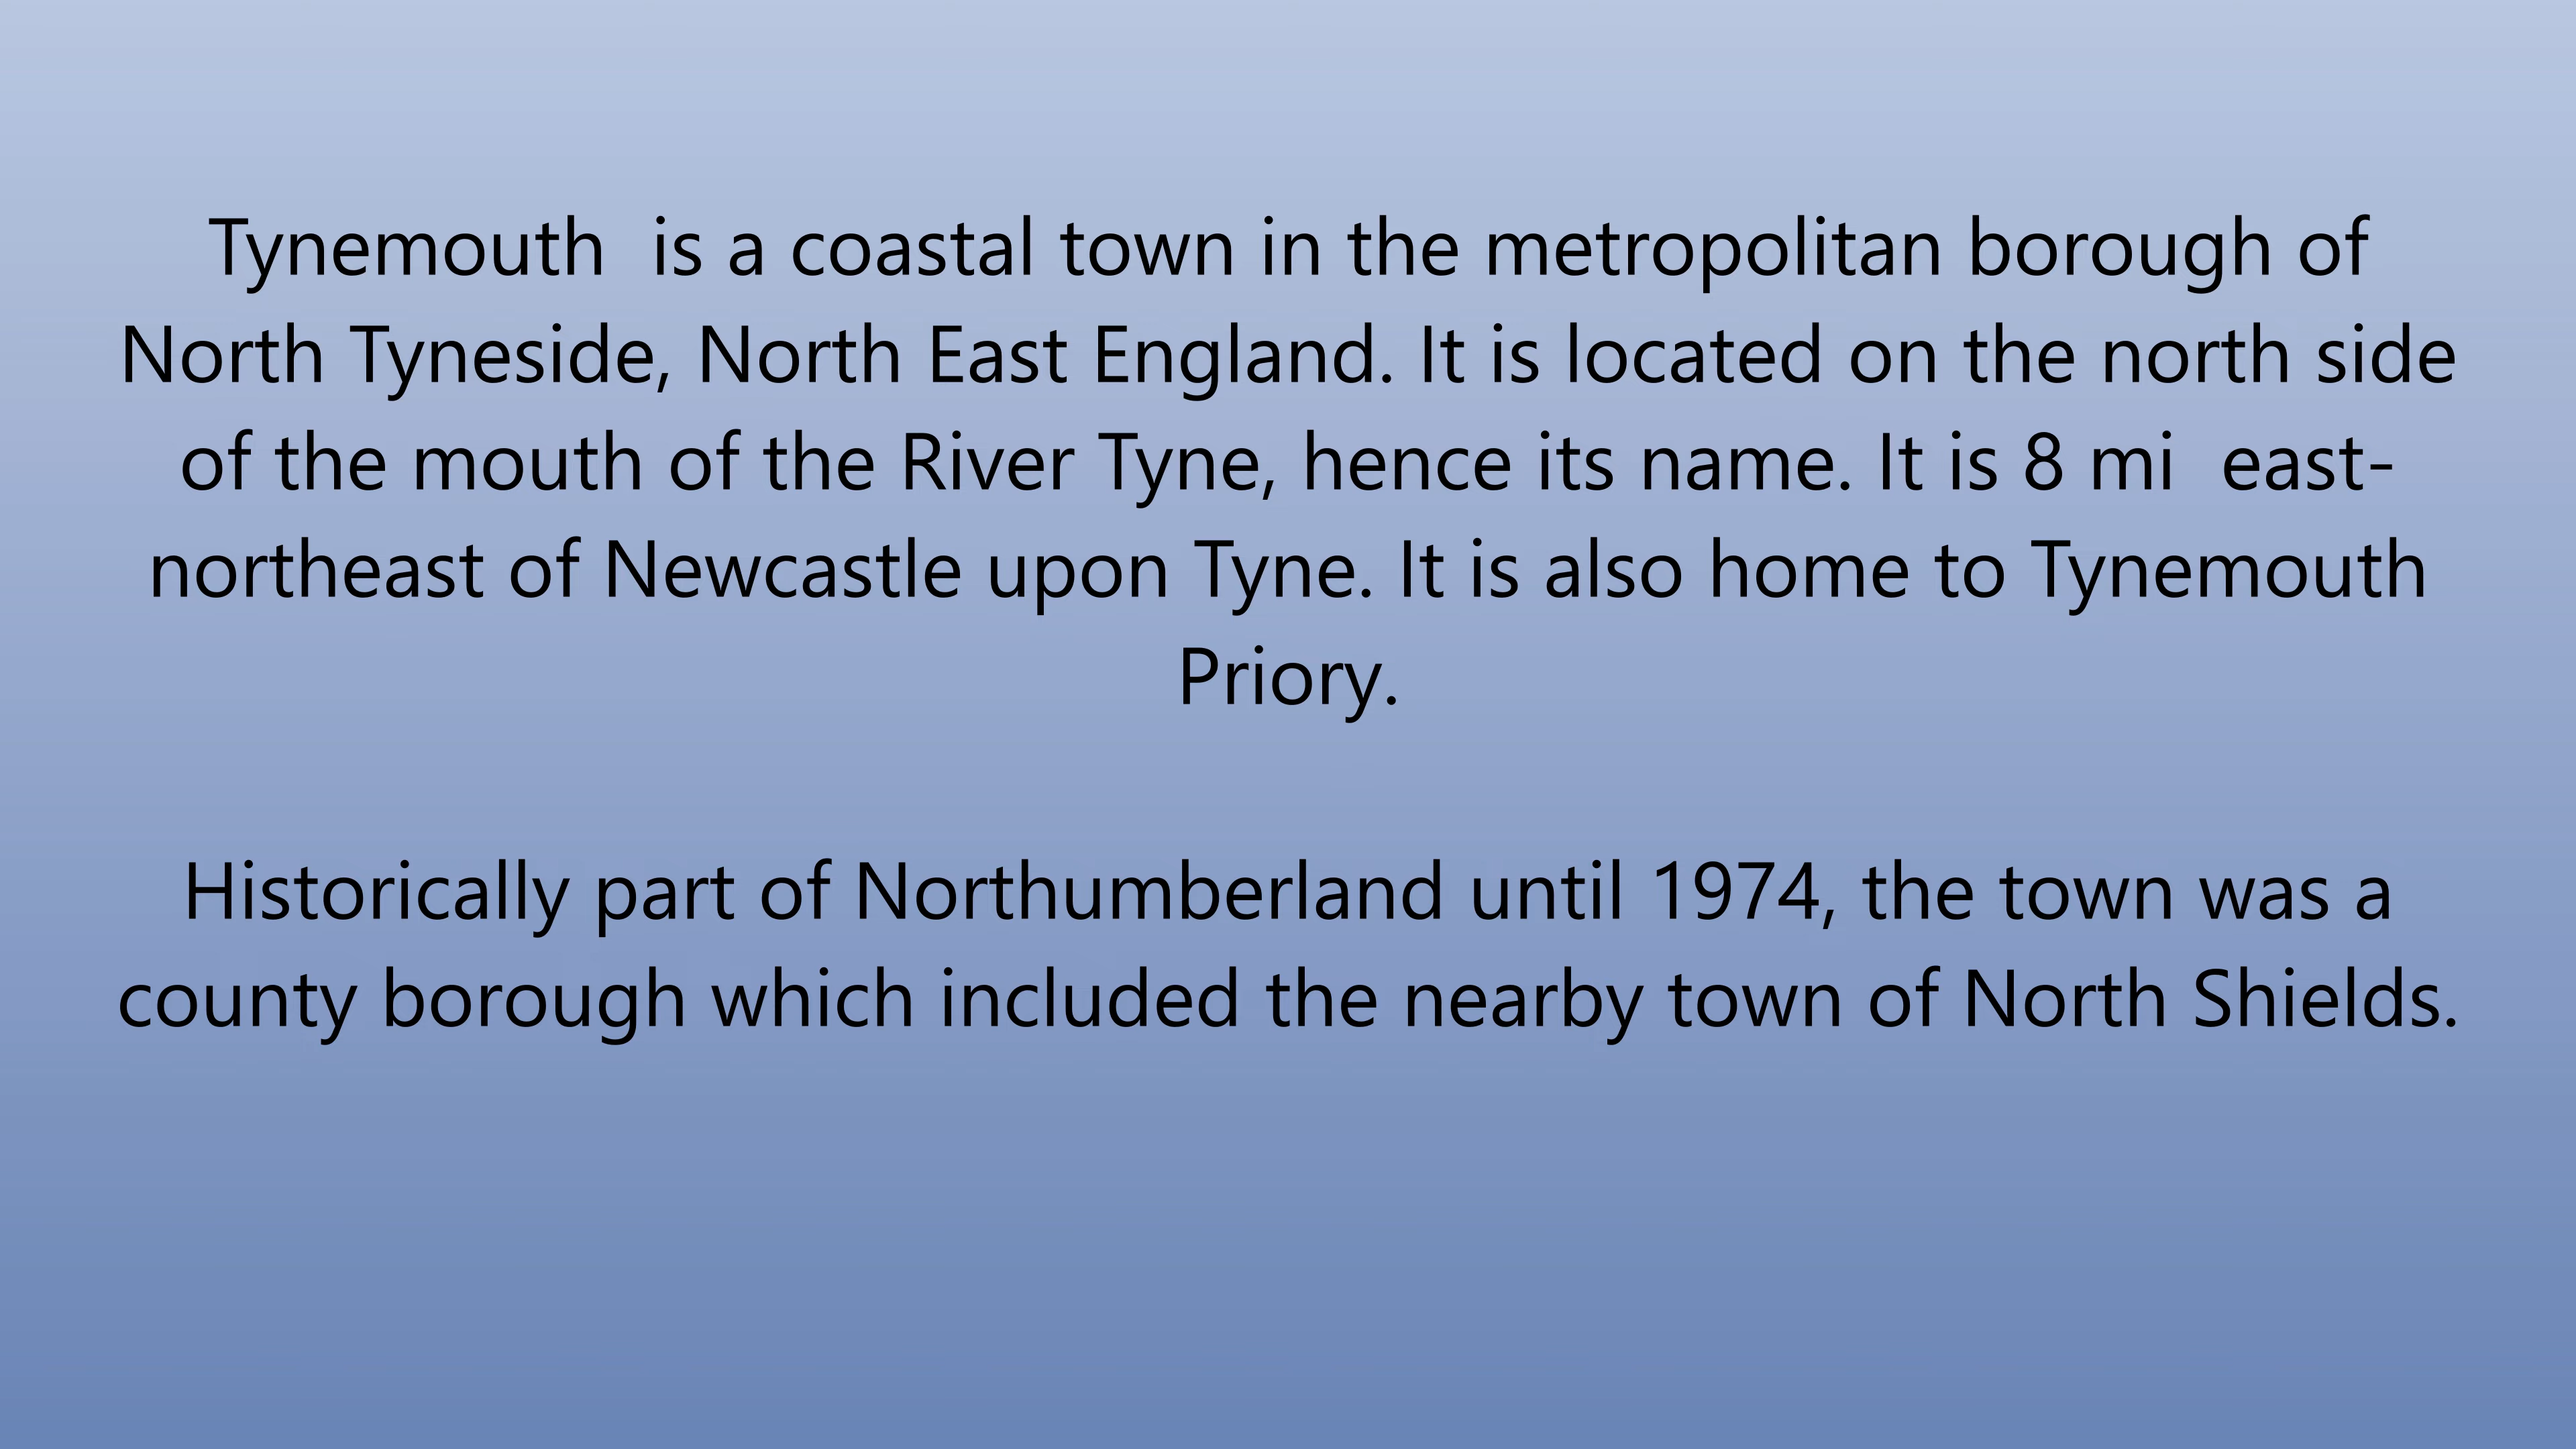 Tynemouth  is a coastal town in the metropolitan borough of
North Tyneside, North East England. It is located on the north side
of the mouth of the River Tyne, hence its name. It is 8 mi  east-
northeast of Newcastle upon Tyne. It is also home to Tynemouth
Priory.
Historically part of Northumberland until 1974, the town was a
county borough which included the nearby town of North Shields.